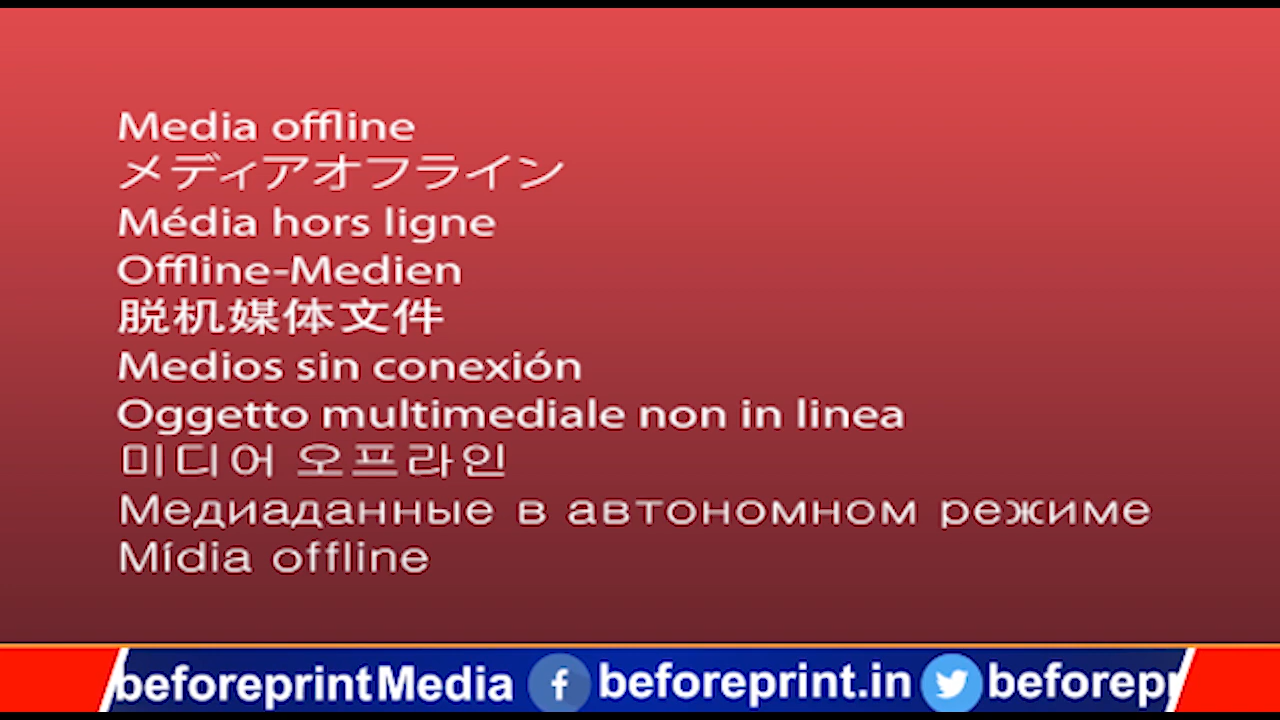 Media offline
メディアオフライン
Média hors ligne
Offline-Medien
脱机媒体文件
Medios sin conexión
Oggetto multimediale non in linea
미디어 오프라인
Медиаданные в автономном режиме
Mídia offline
beforeprintMedia beforeprint.in